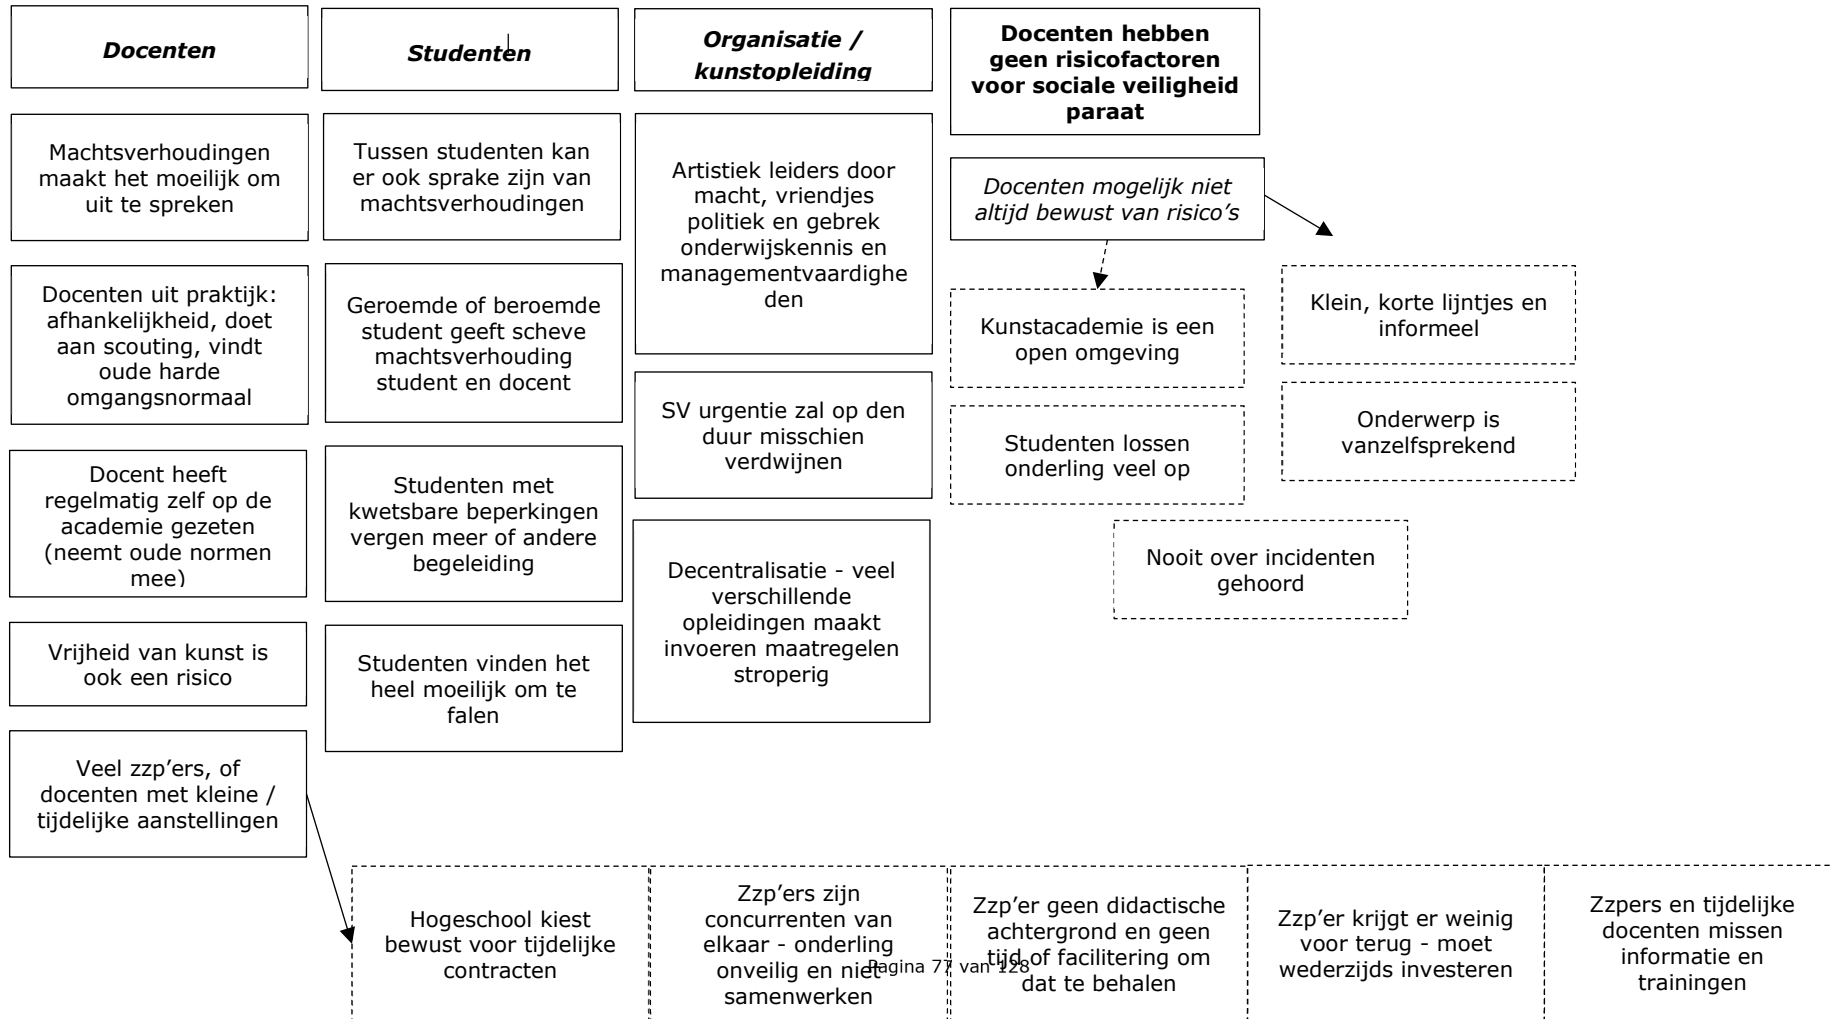 Docenten
Machtsverhoudingen
maakt het moeilijk om
uit te spreken
Docenten uit praktijk:
afhankelijkheid, doet
aan scouting, vindt
oude harde
omgangsnormaal
Docent heeft
regelmatig zelf op de
academie gezeten
(neemt oude normen
mee)
Vrijheid van kunst is
ook een risico
Veel zzp’ers, of
docenten met kleine /
tijdelijke aanstellingen
Studenten
Tussen studenten kan
er ook sprake zijn van
machtsverhoudingen
Geroemde of beroemde
student geeft scheve
machtsverhouding
student en docent
Studenten met
kwetsbare beperkingen
vergen meer of andere
begeleiding
Studenten vinden het
heel moeilijk om te
falen
Organisatie /
kunstopleiding
Artistiek leiders door
macht, vriendjes
politiek en gebrek
onderwijskennis en
managementvaardighe
den
SV urgentie zal op den
duur misschien
verdwijnen
Decentralisatie - veel
verschillende
opleidingen maakt
invoeren maatregelen
stroperig
Docenten hebben
geen risicofactoren
voor sociale veiligheid
paraat
Docenten mogelijk niet
altijd bewust van risico’s
Kunstacademie is een
open omgeving
Studenten lossen
onderling veel op
Klein, korte lijntjes en
informeel
Onderwerp is
vanzelfsprekend
Nooit over incidenten
gehoord
Hogeschool kiest
bewust voor tijdelijke
contracten
Zzp’ers zijn
concurrenten van
elkaar - onderling
onveilig en niet
samenwerken
Zzp’er geen didactische
achtergrond en geen
tijd of facilitering om
dat te behalen
Zzp’er krijgt er weinig
voor terug - moet
wederzijds investeren
Zzpers en tijdelijke
docenten missen
informatie en
trainingen
Pagina 77 van 128